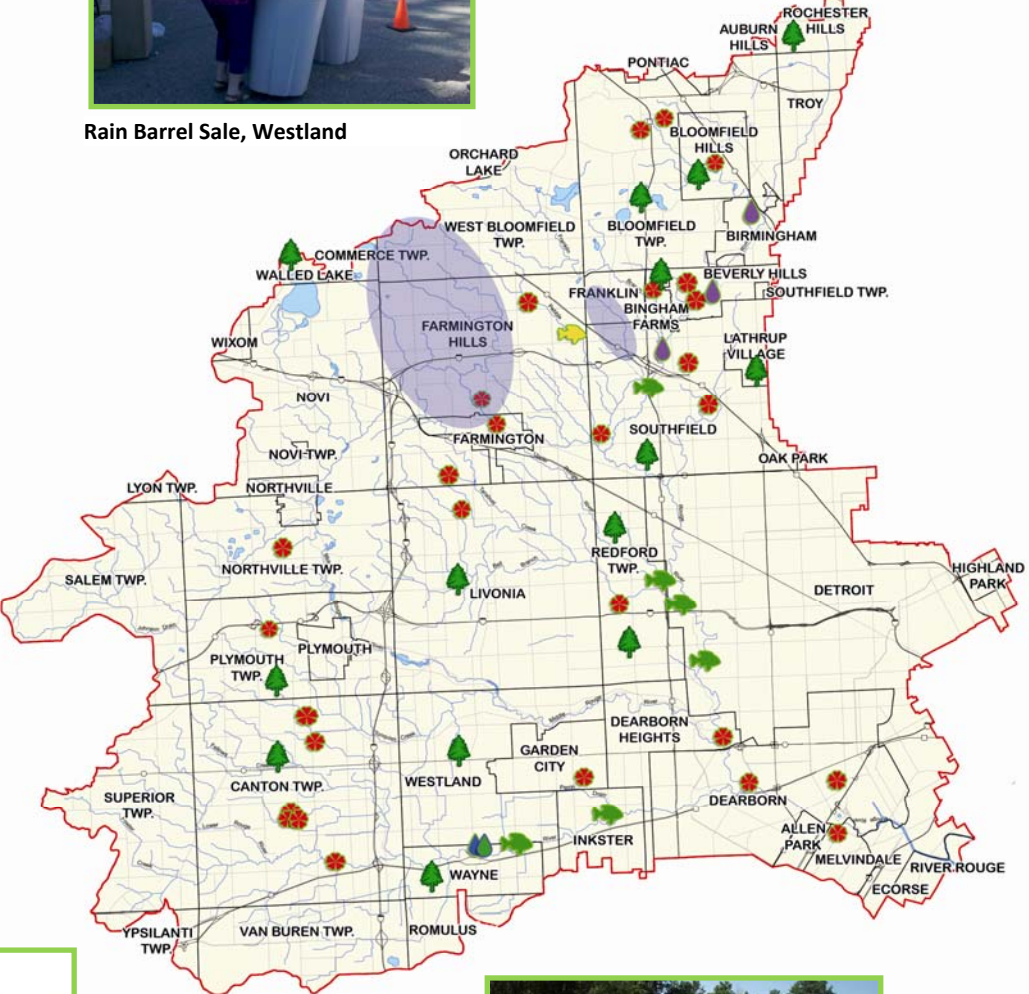 Rain Barrel Sale, Westland
ROCHESTER
HILLS
AUBURN
HILLS
PONTIAC
TROY
BLOOMFIELD
HILLS
ORCHARD
LAKE
WEST BLOOMFIELD
TWP.
BLOOMFIELD
TWP.
BIRMINGHAM
COMMERCE TWP.
WALLED LAKE
BEVERLY HILLS
FRANKLIN
SOUTHFIELD TWP.
BINGHAM
FARMS
FARMINGTON
HILLS
LATHRUP
VILLAGE
WIXOM
NOVI
SOUTHFIELD
FARMINGTON
NOVI TWP.
OAK PARK
LYON TWP.
NORTHVILLE
REDFORD
TWP.
NORTHVILLE TWP.
HIGHLAND
PARK
SALEM TWP.
LIVONIA
DETROIT
PLYMOUTH
PLYMOUTH
TWP.
DEARBORN
HEIGHTS
GARDEN
CITY
WESTLAND
CANTON TWP.
SUPERIOR
TWP.
DEARBORN
ALLEN
PARK
INKSTER
MELVINDALE
RIVER ROUGE
WAYNE
ECORSE
YPSILANTI
TWP.
VAN BUREN TWP.
ROMULUS